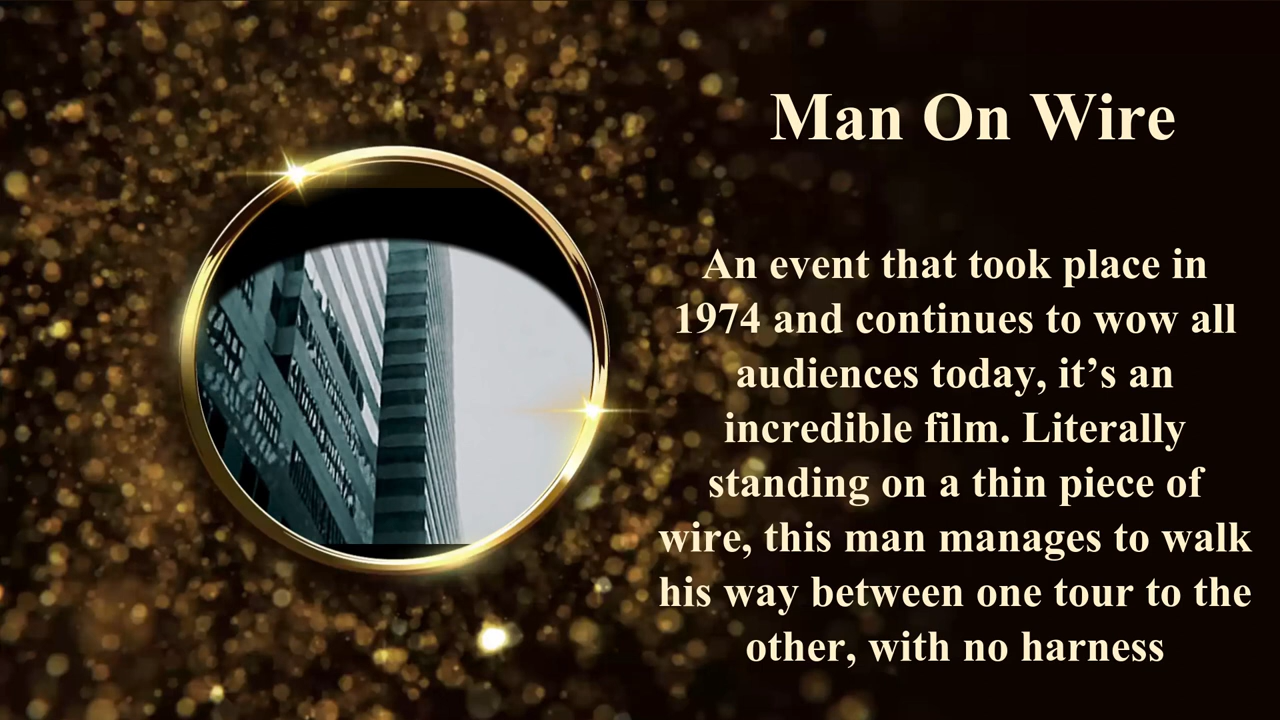 Man On Wire
An event that took place in
1974 and continues to wow all
audiences today, it’s an
incredible film. Literally
standing on a thin piece of
wire, this man manages to walk
his way between one tour to the
other, with no harness